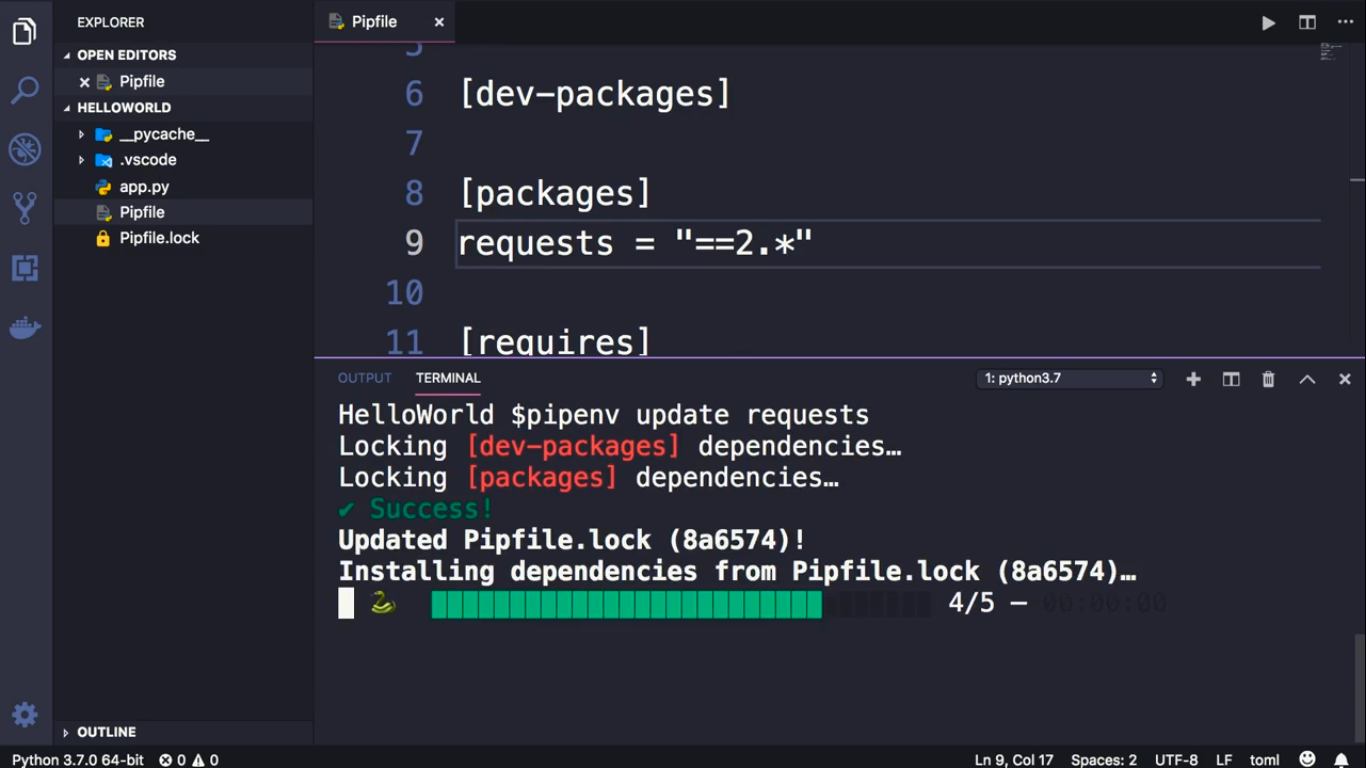 EXPLORER
OPEN EDITORS
Pipfile
HELLOWORLD
__pycache__
.vscode
app.py
Pipfile
Pipfile.lock
OUTLINE
Pipfile
5
6 [dev-packages]
7
8 [packages]
9 requests = "==2.*"
10
11 [requires]
OUTPUT TERMINAL 1: python3.7
HelloWorld $pipenv update requests
Locking [dev-packages] dependencies…
Locking [packages] dependencies…
✔ Success!
Updated Pipfile.lock (8a6574)!
Installing dependencies from Pipfile.lock (8a6574)…
4/5 — 00:00:00
Python 3.7.0 64-bit 0 0 Ln 9, Col 17 Spaces: 2 UTF-8 LF toml